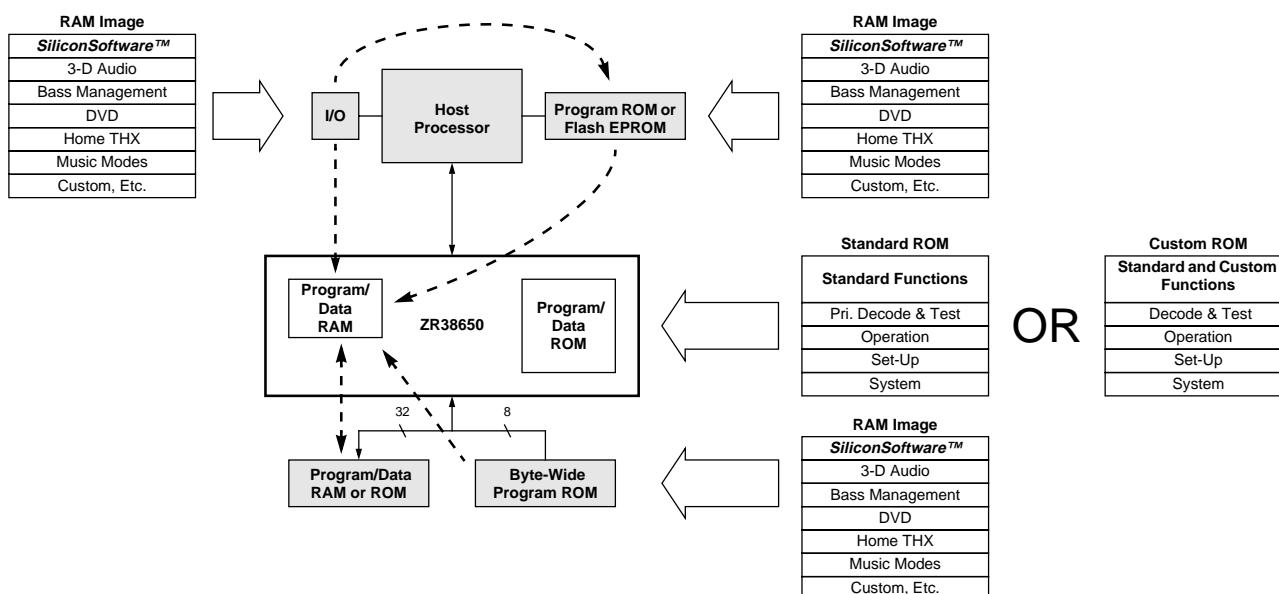 RAM Image
SiliconSoftware™
3-D Audio
Bass Management
DVD
Home THX
Music Modes
Custom, Etc.
I/O
Host
Processor
Program ROM or
Flash EPROM
RAM Image
SiliconSoftware™
3-D Audio
Bass Management
DVD
Home THX
Music Modes
Custom, Etc.
Program/
Data
RAM
ZR38650
Program/
Data
ROM
Standard ROM
Standard Functions
Pri. Decode & Test
Operation
Set-Up
System
OR
Custom ROM
Standard and Custom
Functions
Decode & Test
Operation
Set-Up
System
32
8
Program/Data
RAM or ROM
Byte-Wide
Program ROM
RAM Image
SiliconSoftware™
3-D Audio
Bass Management
DVD
Home THX
Music Modes
Custom, Etc.